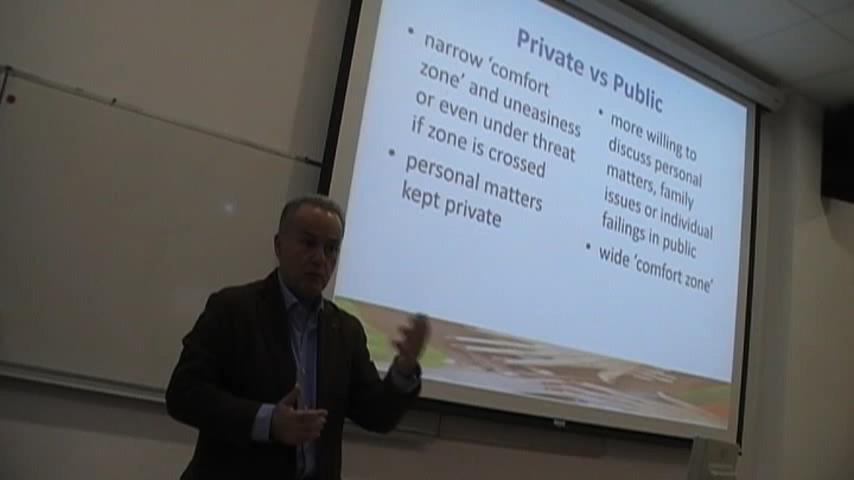 Private vs Public
• narrow 'comfort
zone' and uneasiness
or even under threat
if zone is crossed
• personal matters
kept private
• more willing to
discuss personal
matters, family
issues or individual
failings in public
• wide 'comfort zone'